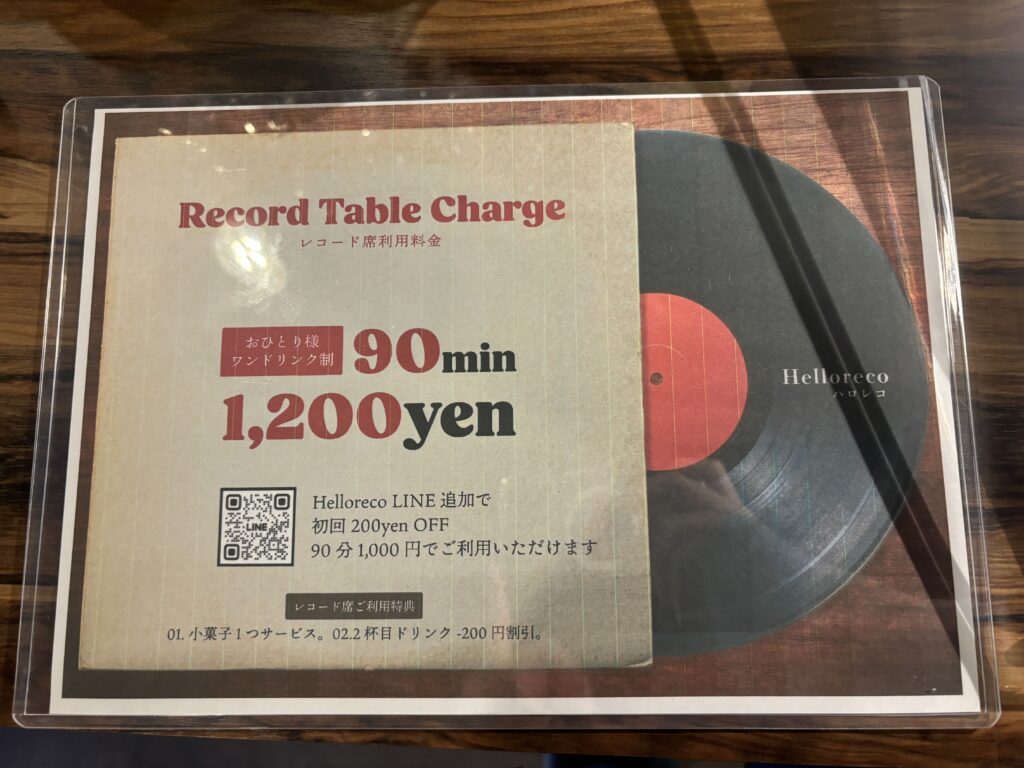 Record Table Charge
レコード席利用料金
おひとり様
ワンドリンク制
90min
1,200yen
LINE
Helloreco LINE 追加で
初回 200yen OFF
90 分 1,000 円でご利用いただけます
レコード席ご利用特典
01. 小菓子 1 つサービス。02.2 杯目ドリンク -200 円割引。
Helloreco
ハロレコ